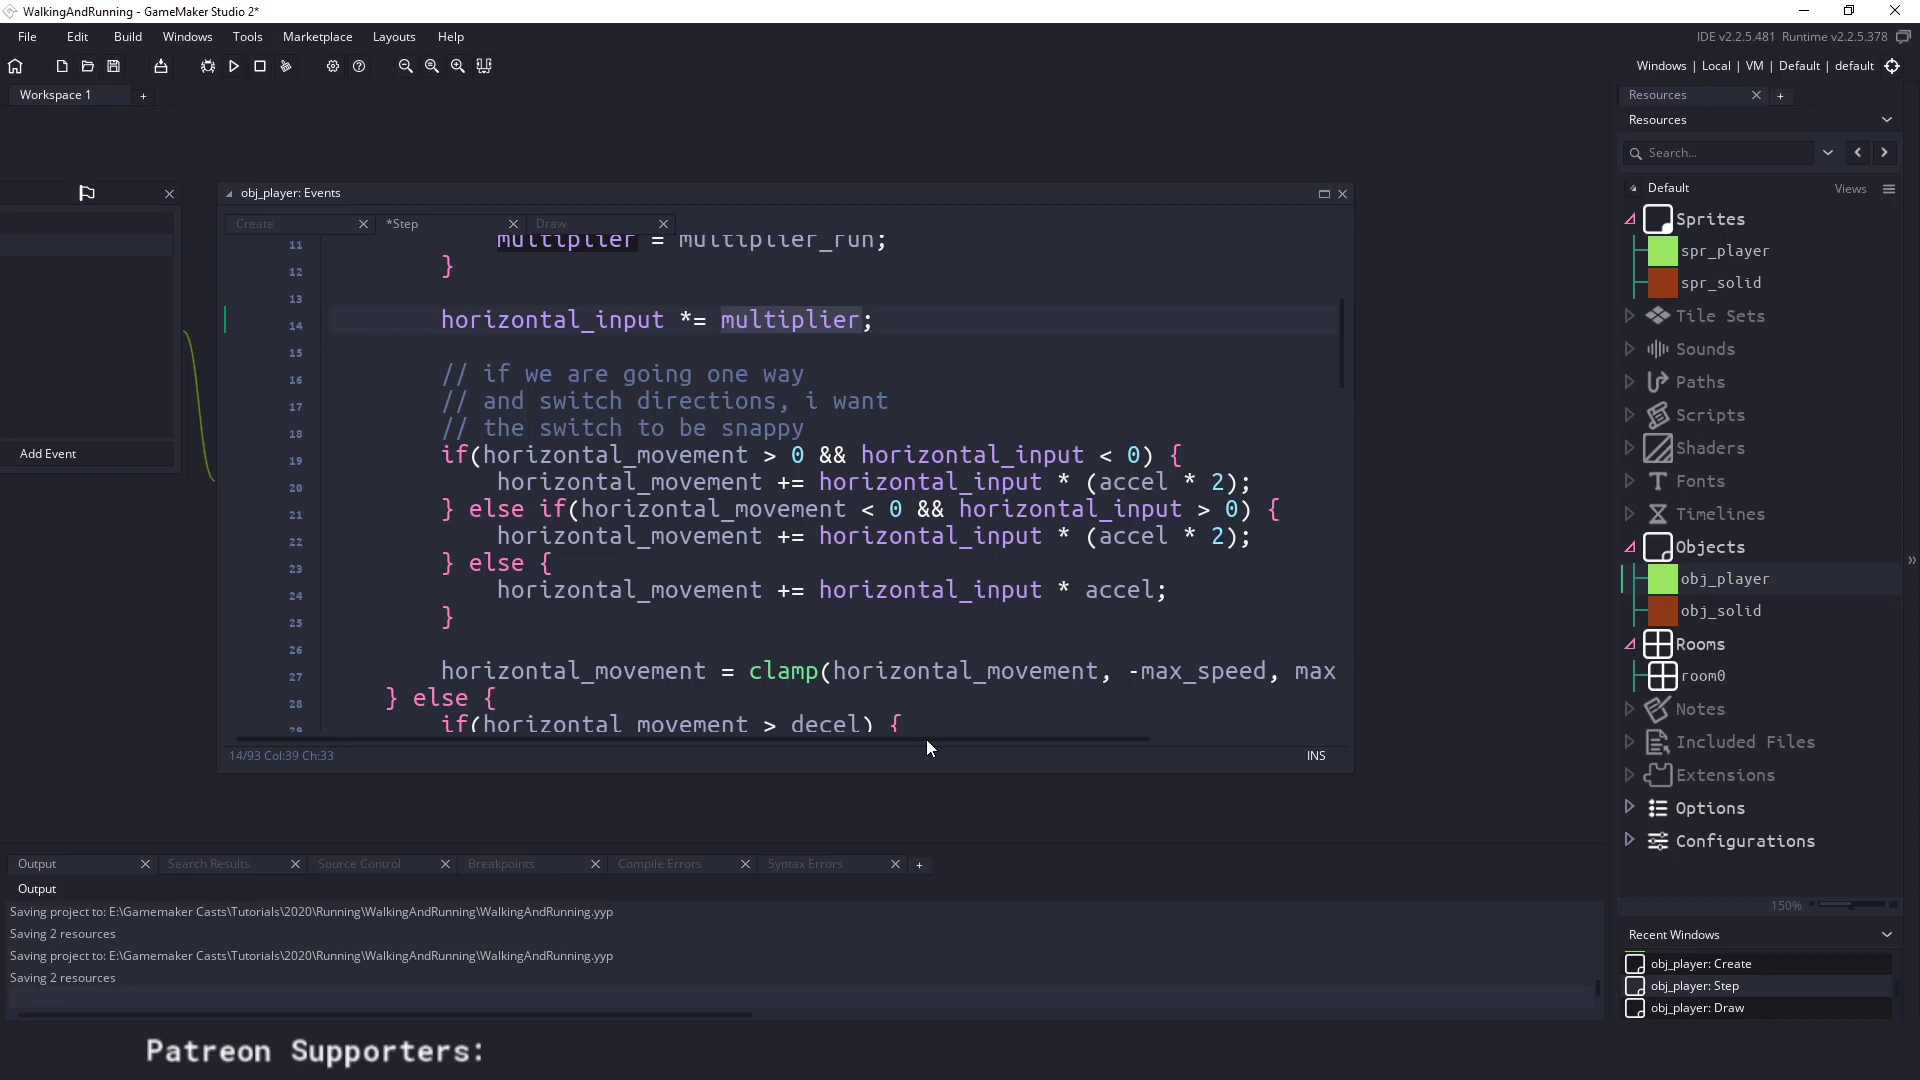 WalkingAndRunning - GameMaker Studio 2*
File Edit Build Windows Tools Marketplace Layouts Help
IDE v2.2.5.481 Runtime v2.2.5.378
Windows | Local | VM | Default | default
Workspace 1 +
Resources +
Resources
Search...
Default Views
Sprites
spr_player
spr_solid
Tile Sets
Sounds
Paths
Scripts
Shaders
Fonts
Timelines
Objects
obj_player
obj_solid
Rooms
room0
Notes
Included Files
Extensions
Options
Configurations
150%
Recent Windows
obj_player: Create
obj_player: Step
obj_player: Draw
Add Event
obj_player: Events
Create *Step Draw
11 multiplier = multiplier_run;
12 }
13
14 horizontal_input *= multiplier;
15
16 // if we are going one way
17 // and switch directions, i want
18 // the switch to be snappy
19 if(horizontal_movement > 0 && horizontal_input < 0) {
20 horizontal_movement += horizontal_input * (accel * 2);
21 } else if(horizontal_movement < 0 && horizontal_input > 0) {
22 horizontal_movement += horizontal_input * (accel * 2);
23 } else {
24 horizontal_movement += horizontal_input * accel;
25 }
26
27 horizontal_movement = clamp(horizontal_movement, -max_speed, max
28 } else {
29 if(horizontal_movement > decel) {
14/93 Col:39 Ch:33 INS
Output Search Results Source Control Breakpoints Compile Errors Syntax Errors +
Output
Saving project to: E:\Gamemaker Casts\Tutorials\2020\Running\WalkingAndRunning\WalkingAndRunning.yyp
Saving 2 resources
Saving project to: E:\Gamemaker Casts\Tutorials\2020\Running\WalkingAndRunning\WalkingAndRunning.yyp
Saving 2 resources
Patreon Supporters: